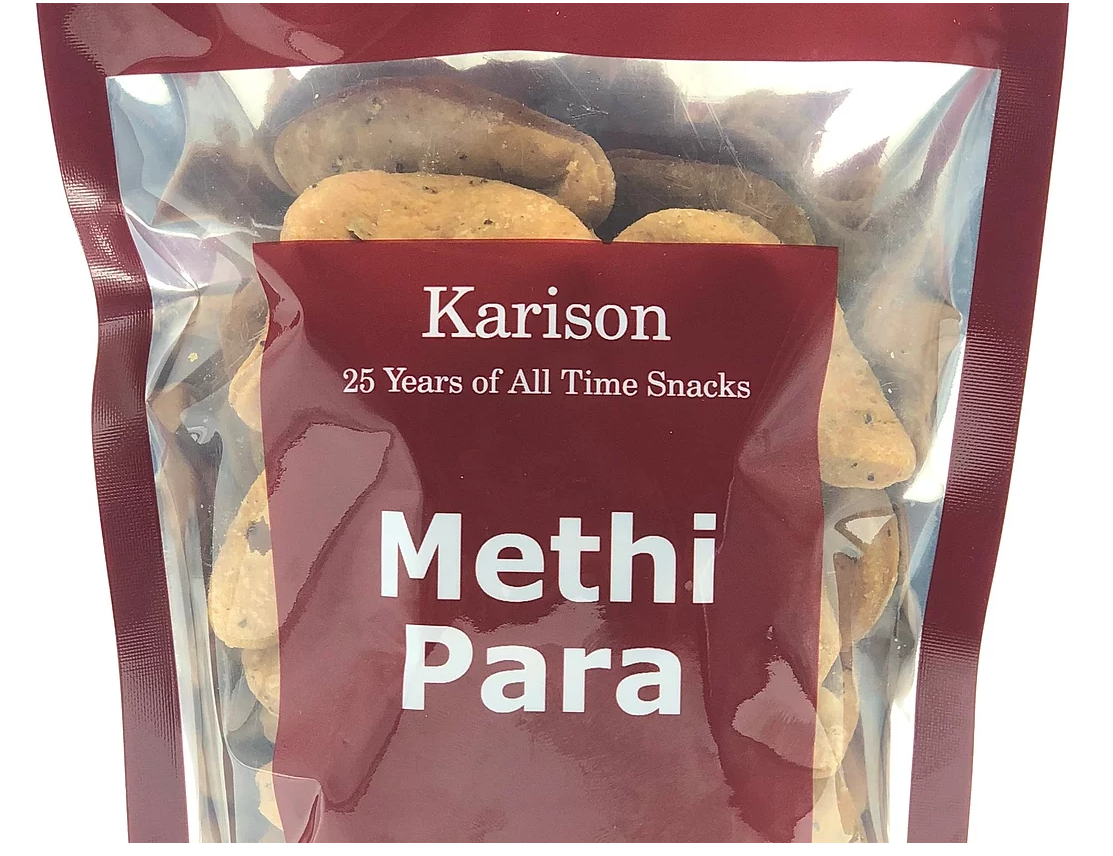 Karison
25 Years of All Time Snacks
Methi
Para